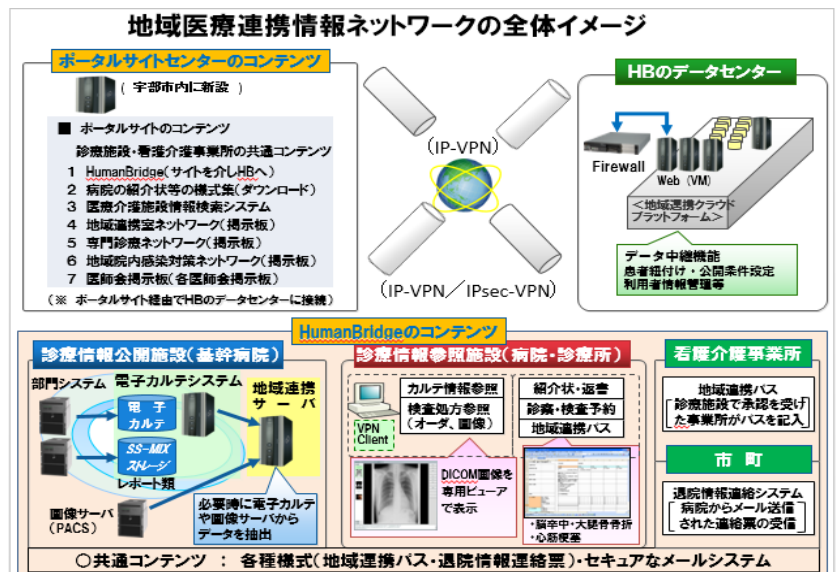 地域医療連携情報ネットワークの全体イメージ
ポータルサイトセンターのコンテンツ
( 宇部市内に新設 )
■ ポータルサイトのコンテンツ
診療施設・看護介護事業所の共通コンテンツ
1 HumanBridge(サイトを介しHBへ)
2 病院の紹介状等の様式集(ダウンロード)
3 医療介護施設情報検索システム
4 地域連携室ネットワーク(掲示板)
5 専門診療ネットワーク(掲示板)
6 地域院内感染対策ネットワーク(掲示板)
7 医師会掲示板(各医師会掲示板)
(※ ポータルサイト経由でHBのデータセンターに接続)
(IP-VPN)
(IP-VPN／IPsec-VPN)
HBのデータセンター
Firewall
Web (VM)
＜地域連携クラウド
プラットフォーム＞
データ中継機能
患者紐付け・公開条件設定
利用者情報管理等
HumanBridgeのコンテンツ
診療情報公開施設(基幹病院)
部門システム
電子カルテシステム
電子
カルテ
SS-MIX
ストレージ
レポート類
地域連携
サーバ
画像サーバ
(PACS)
必要時に電子カルテ
や画像サーバから
データを抽出
診療情報参照施設(病院・診療所)
VPN
Client
カルテ情報参照
検査処方参照
(オーダ、画像)
紹介状・返書
診察・検査予約
地域連携パス
DICOM画像を
専用ビューア
で表示
・脳卒中・大腿骨骨折
・心筋梗塞
看護介護事業所
地域連携パス
診療施設で承認を受け
た事業所がパスを記入
市 町
退院情報連絡システム
病院からメール送信
された連絡票の受信
○共通コンテンツ ： 各種様式(地域連携パス・退院情報連絡票)・セキュアなメールシステム